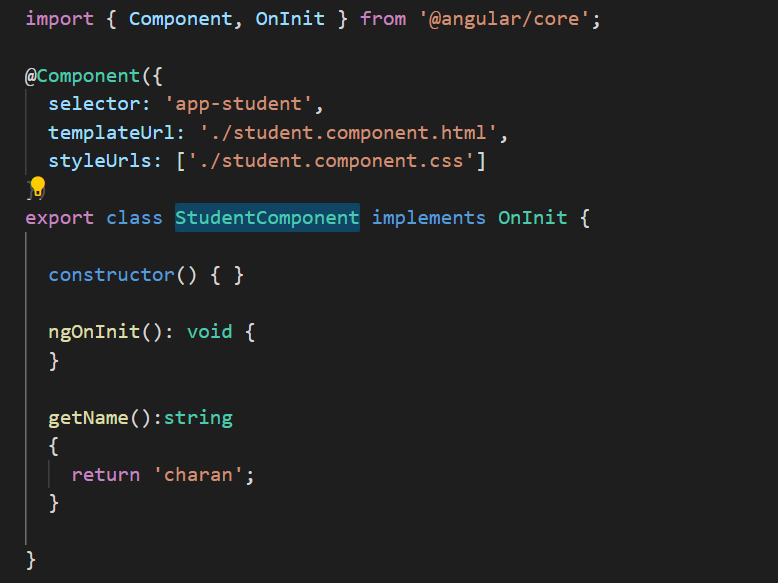 import { Component, OnInit } from '@angular/core';
@Component({
selector: 'app-student',
templateUrl: './student.component.html',
styleUrls: ['./student.component.css']
})
export class StudentComponent implements OnInit {
constructor() { }
ngOnInit(): void {
}
getName():string
{
return 'charan';
}
}